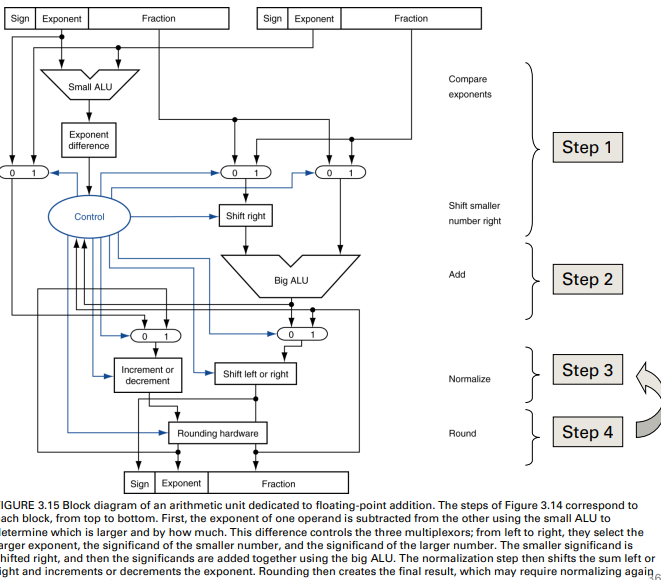 Sign Exponent Fraction Sign Exponent Fraction
Small ALU
Compare
exponents
Exponent
difference
Step 1
0 1 0 1 0 1
Control
Shift right
Shift smaller
number right
Big ALU
Add
Step 2
0 1 0 1
Increment or
decrement
Shift left or right
Normalize
Step 3
Rounding hardware
Round
Step 4
Sign Exponent Fraction
FIGURE 3.15 Block diagram of an arithmetic unit dedicated to floating-point addition. The steps of Figure 3.14 correspond to
each block, from top to bottom. First, the exponent of one operand is subtracted from the other using the small ALU to
determine which is larger and by how much. This difference controls the three multiplexors; from left to right, they select the
larger exponent, the significand of the smaller number, and the significand of the larger number. The smaller significand is
shifted right, and then the significands are added together using the big ALU. The normalization step then shifts the sum left or
right and increments or decrements the exponent. Rounding then creates the final result, which may require normalizing again